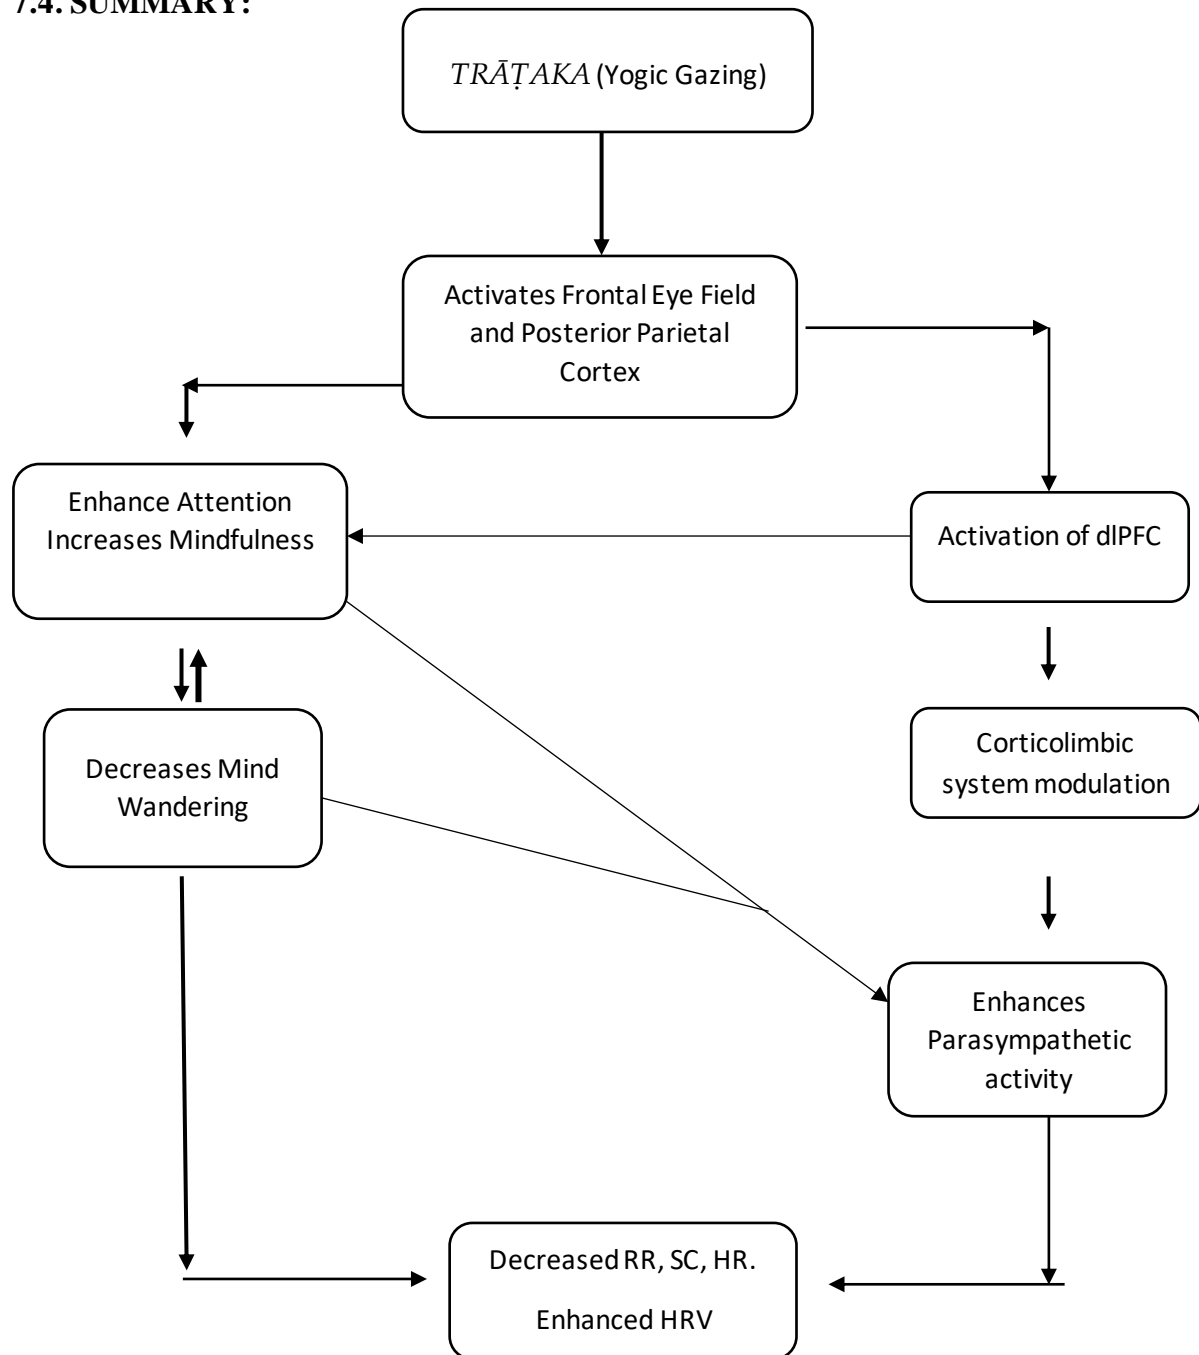 7.4. SUMMARY:
TRĀṬAKA (Yogic Gazing)
Activates Frontal Eye Field
and Posterior Parietal
Cortex
Enhance Attention
Increases Mindfulness
Activation of dlPFC
Decreases Mind
Wandering
Corticolimbic
system modulation
Enhances
Parasympathetic
activity
Decreased RR, SC, HR.
Enhanced HRV